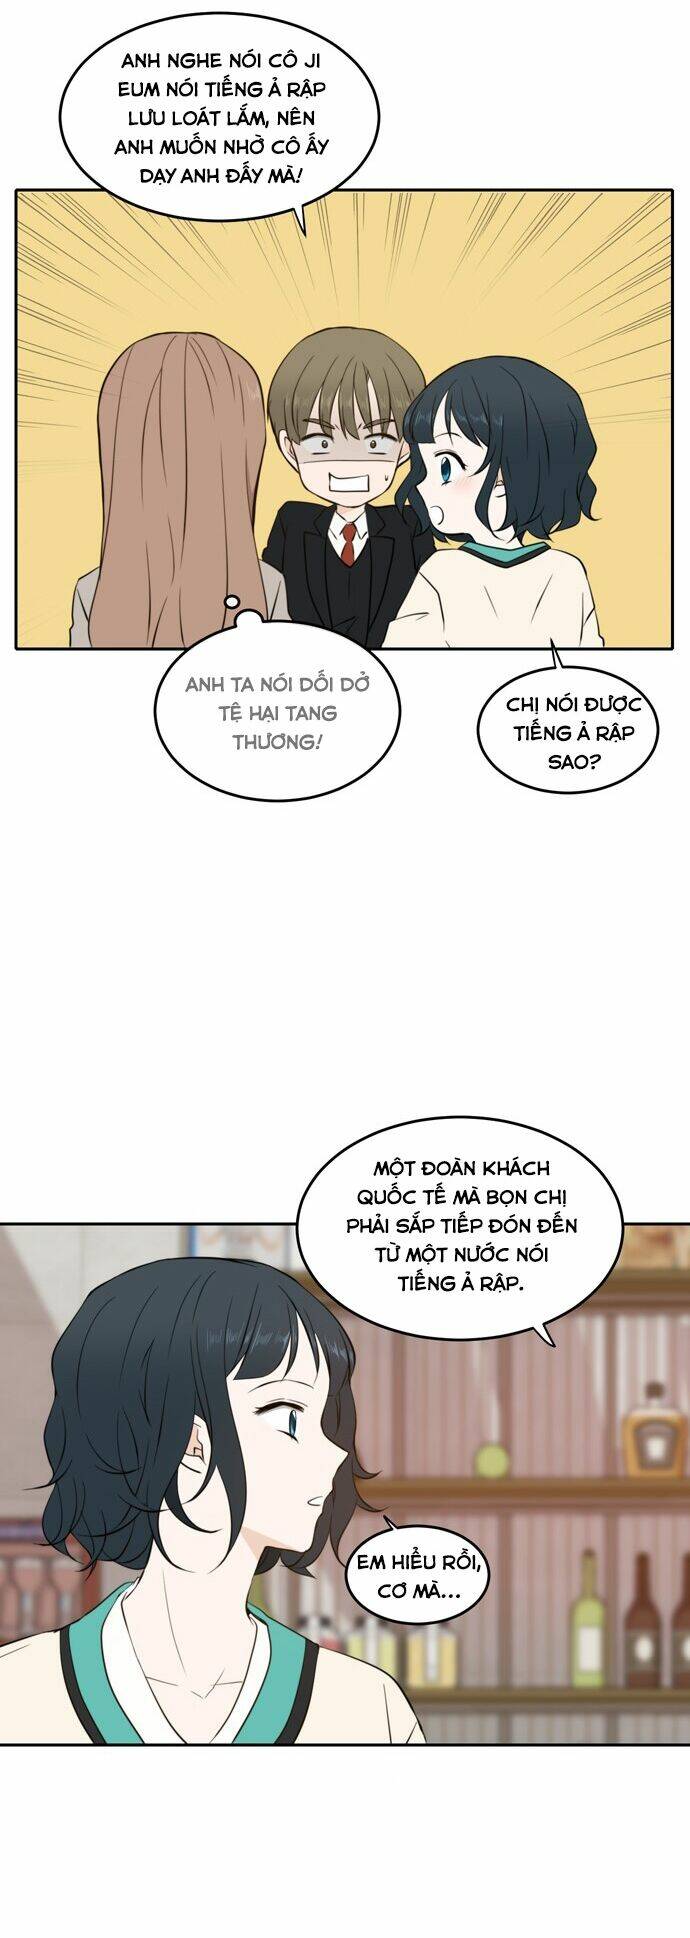 ANH NGHE NÓI CÔ JI
EUM NÓI TIẾNG Ả RẬP
LƯU LOÁT LẮM, NÊN
ANH MUỐN NHỜ CÔ ẤY
DẠY ANH ĐẤY MÀ!
ANH TA NÓI DỐI DỞ
TỆ HẠI TANG
THƯƠNG!
CHỊ NÓI ĐƯỢC
TIẾNG Ả RẬP
SAO?
MỘT ĐOÀN KHÁCH
QUỐC TẾ MÀ BỌN CHỊ
PHẢI SẮP TIẾP ĐÓN ĐẾN
TỪ MỘT NƯỚC NÓI
TIẾNG Ả RẬP.
EM HIỂU RỒI,
CƠ MÀ...